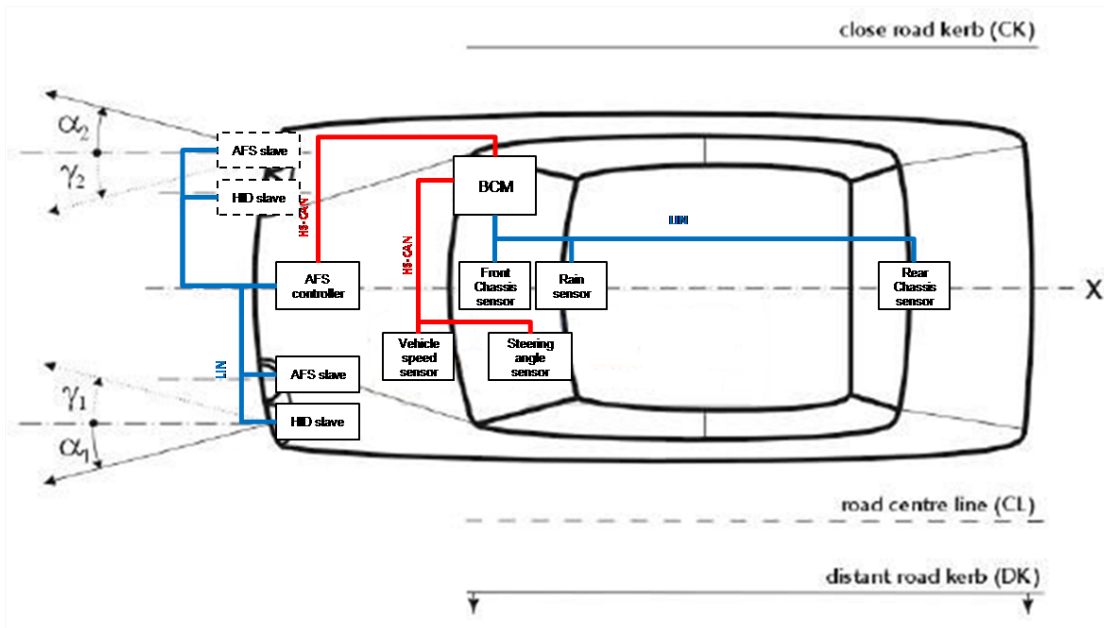 close road kerb (CK)
α2
AFS slave
γ2
HID slave
HS-CAN
BCM
LIN
HS-CAN
AFS
controller
Front
Chassis
sensor
Rain
sensor
Rear
Chassis
sensor
X
Vehicle
speed
sensor
Steering
angle
sensor
LIN
AFS slave
γ1
HID slave
α1
road centre line (CL)
distant road kerb (DK)